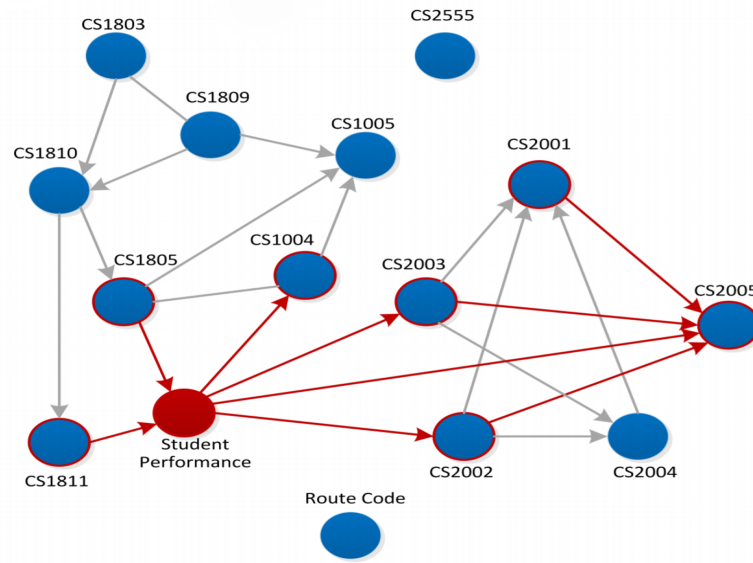 CS1803
CS2555
CS1809
CS1005
CS1810
CS2001
CS1805
CS1004
CS2003
CS2005
Student
Performance
CS1811
CS2002
CS2004
Route Code